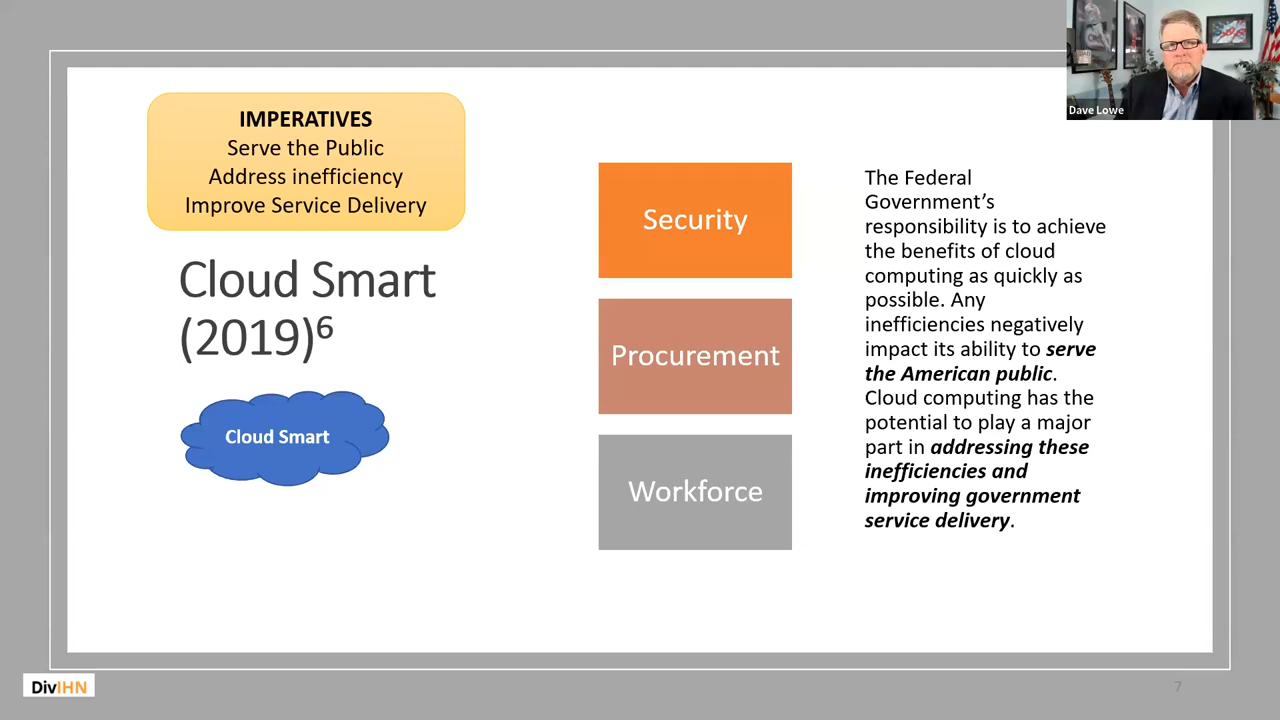 IMPERATIVES
Serve the Public
Address inefficiency
Improve Service Delivery
Cloud Smart
(2019)6
Cloud Smart
Security
Procurement
Workforce
The Federal
Government’s
responsibility is to achieve
the benefits of cloud
computing as quickly as
possible. Any
inefficiencies negatively
impact its ability to serve
the American public.
Cloud computing has the
potential to play a major
part in addressing these
inefficiencies and
improving government
service delivery.
Dave Lowe
DivIHN
7